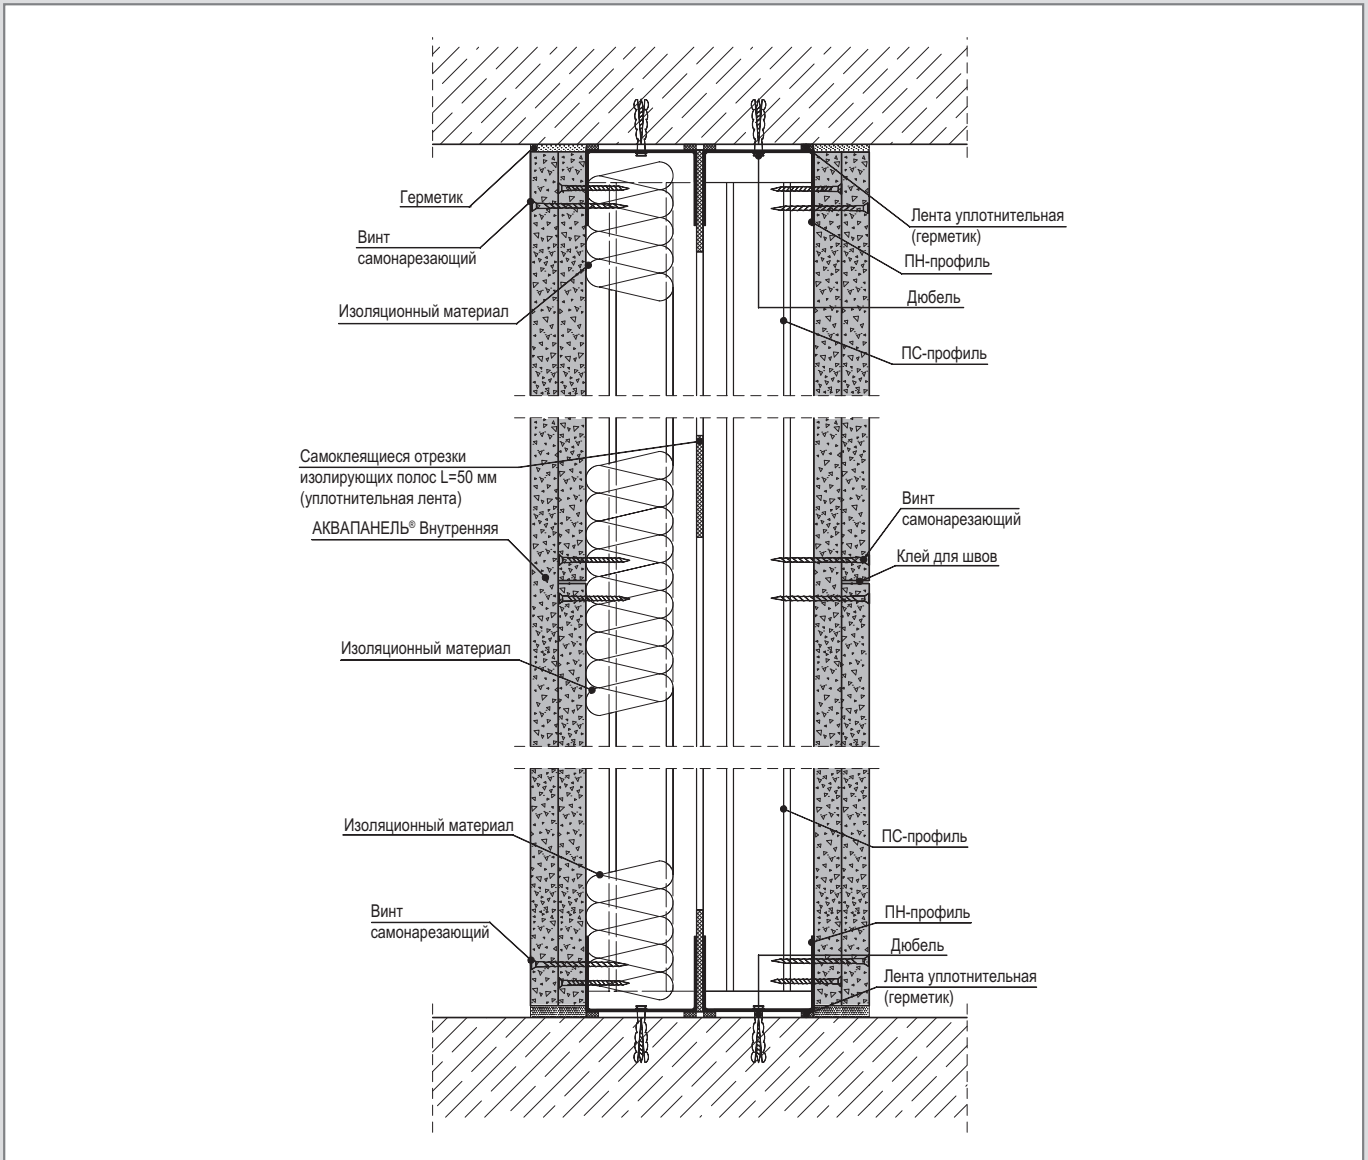 Герметик
Винт
самонарезающий
Изоляционный материал
Лента уплотнительная
(герметик)
ПН-профиль
Дюбель
ПС-профиль
Самоклеящиеся отрезки
изолирующих полос L=50 мм
(уплотнительная лента)
АКВАПАНЕЛЬ® Внутренняя
Винт
самонарезающий
Клей для швов
Изоляционный материал
Изоляционный материал
ПС-профиль
Винт
самонарезающий
ПН-профиль
Дюбель
Лента уплотнительная
(герметик)